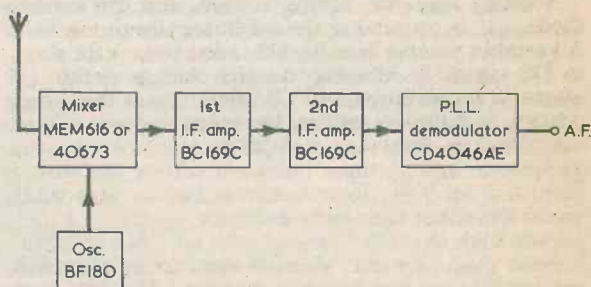 Mixer
MEM616 or
40673
1st
I.F. amp.
BC169C
2nd
I.F. amp.
BC169C
P.L.L.
demodulator
CD4046AE
A.F.
Osc.
BF180